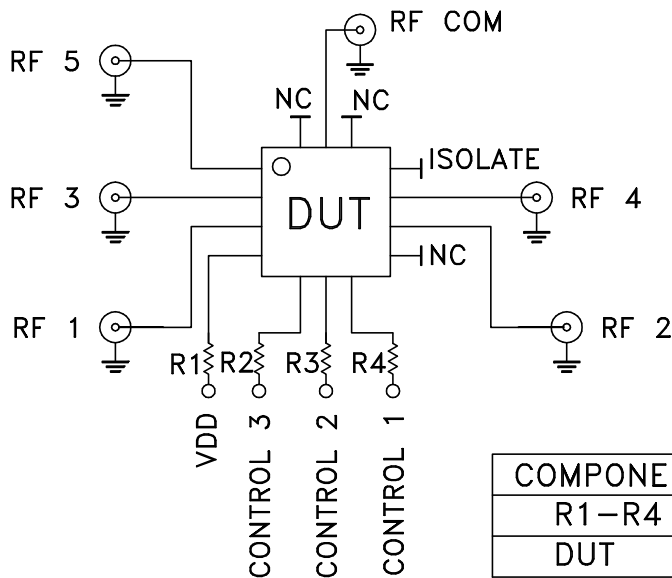 RF COM
RF 5
NC
NC
ISOLATE
RF 3
DUT
RF 4
NC
RF 1
RF 2
R1
R2
R3
R4
VDD
CONTROL 3
CONTROL 2
CONTROL 1
COMPONE
R1-R4
DUT